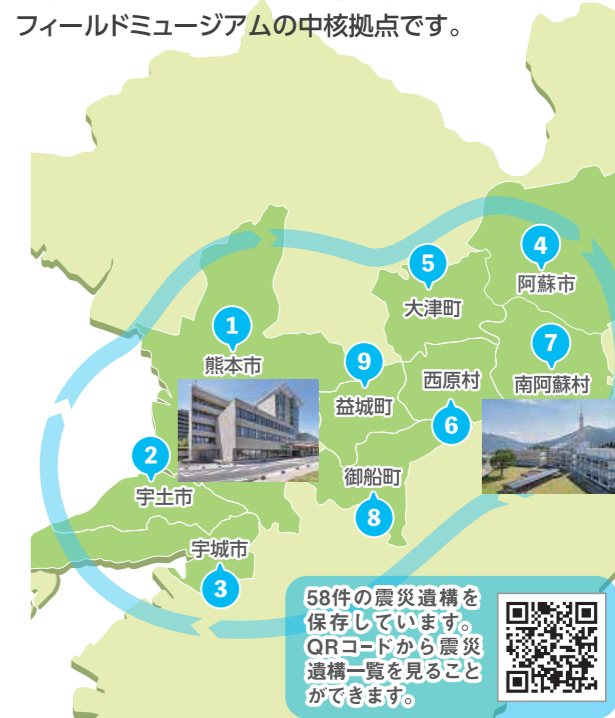 フィールドミュージアムの中核拠点です。
4
阿蘇市
5
大津町
1
熊本市
7
南阿蘇村
9
益城町
西原村
6
2
宇土市
御船町
8
宇城市
3
58件の震災遺構を
保存しています。
QRコードから震災
遺構一覧を見ること
ができます。